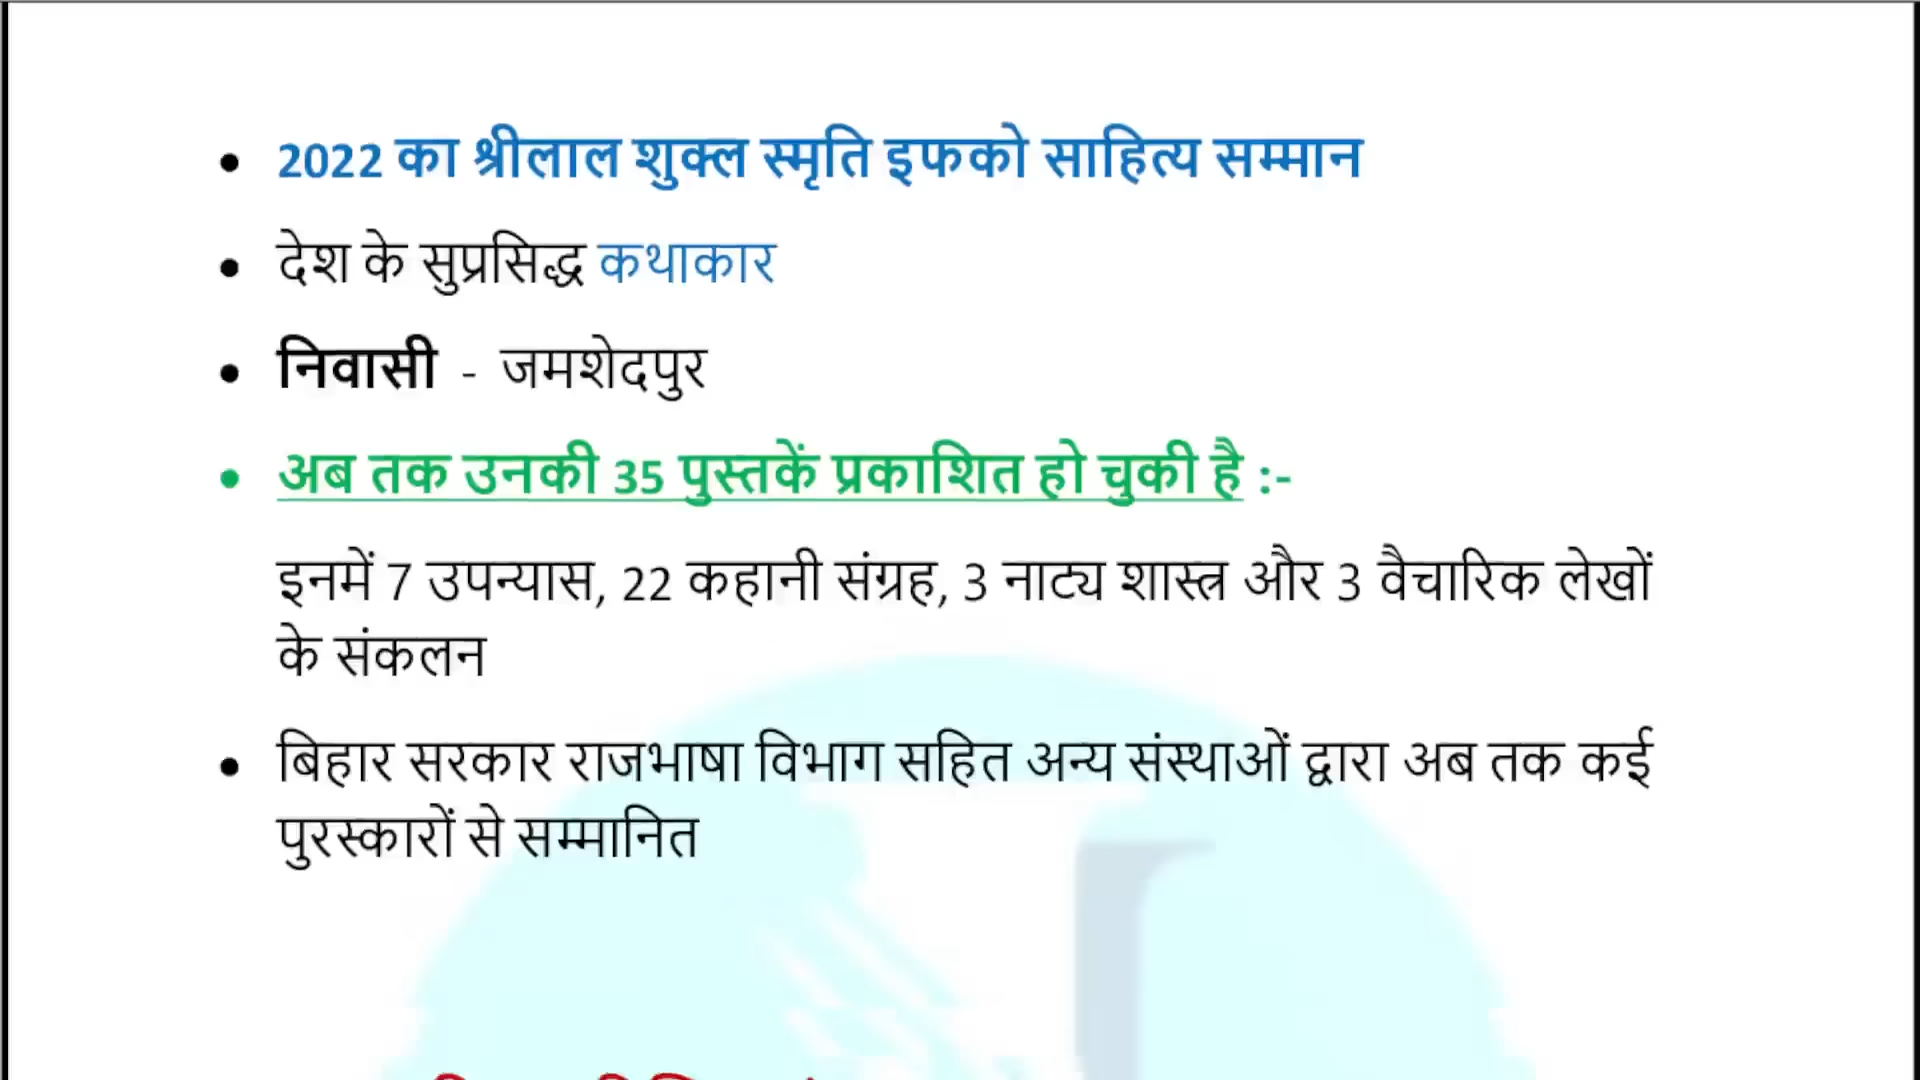 • 2022 का श्रीलाल शुक्ल स्मृति इफको साहित्य सम्मान
• देश के सुप्रसिद्ध कथाकार
• निवासी - जमशेदपुर
• अब तक उनकी 35 पुस्तकें प्रकाशित हो चुकी है :-
इनमें 7 उपन्यास, 22 कहानी संग्रह, 3 नाट्य शास्त्र और 3 वैचारिक लेखों
के संकलन
• बिहार सरकार राजभाषा विभाग सहित अन्य संस्थाओं द्वारा अब तक कई
पुरस्कारों से सम्मानित